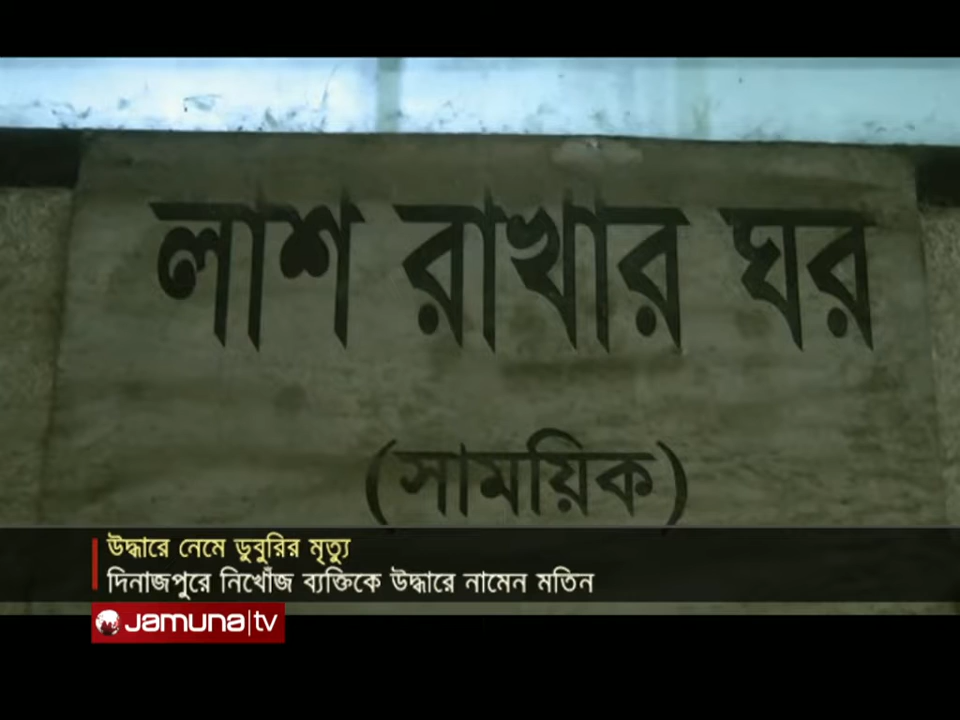 লাশ রাখার ঘর
(সাময়িক)
উদ্ধারে নেমে ডুবুরির মৃত্যু
দিনাজপুরে নিখোঁজ ব্যক্তিকে উদ্ধারে নামেন মতিন
Jamuna|tv